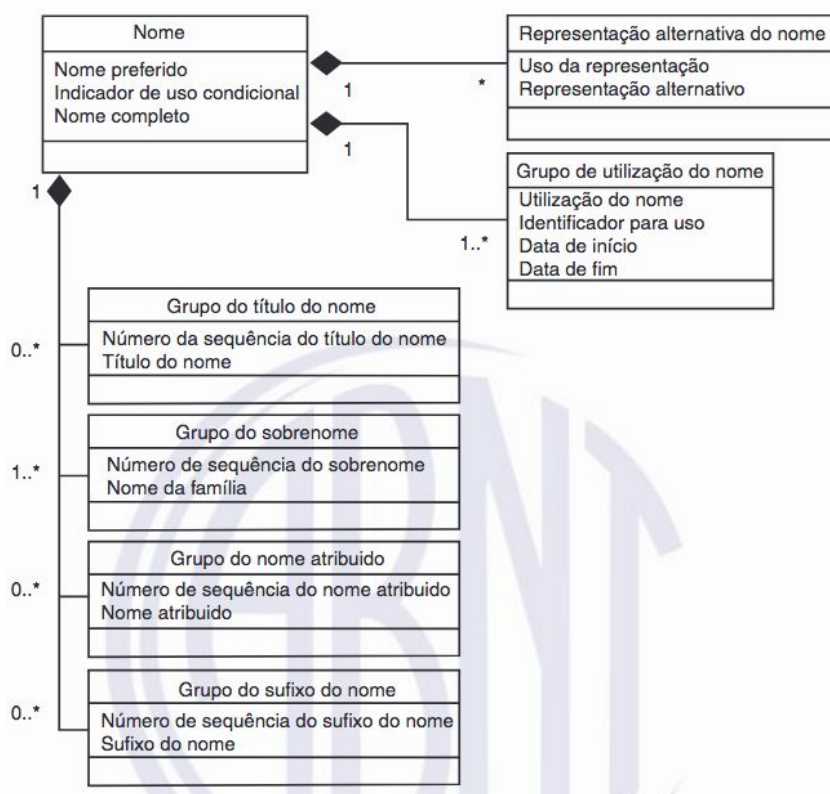 Nome
Nome preferido
Indicador de uso condicional
Nome completo
1
*
1
1..*
1
Representação alternativa do nome
Uso da representação
Representação alternativo
Grupo de utilização do nome
Utilização do nome
Identificador para uso
Data de início
Data de fim
0..*
Grupo do título do nome
Número da sequência do título do nome
Título do nome
1..*
Grupo do sobrenome
Número de sequência do sobrenome
Nome da família
0..*
Grupo do nome atribuido
Número de sequência do nome atribuido
Nome atribuido
0..*
Grupo do sufixo do nome
Número de sequência do sufixo do nome
Sufixo do nome
ABNT